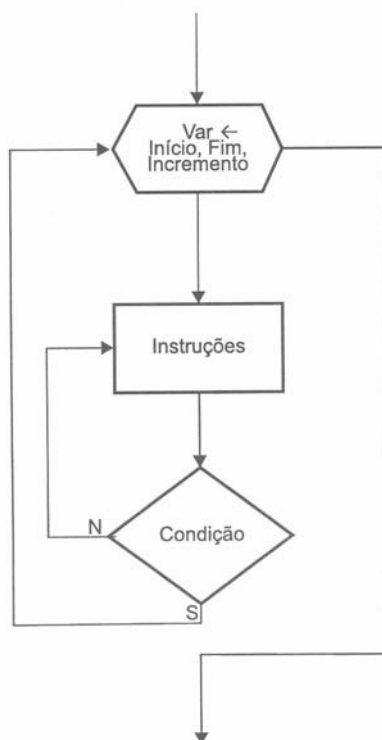 Var ←
Início, Fim,
Incremento
Instruções
Condição
N
S